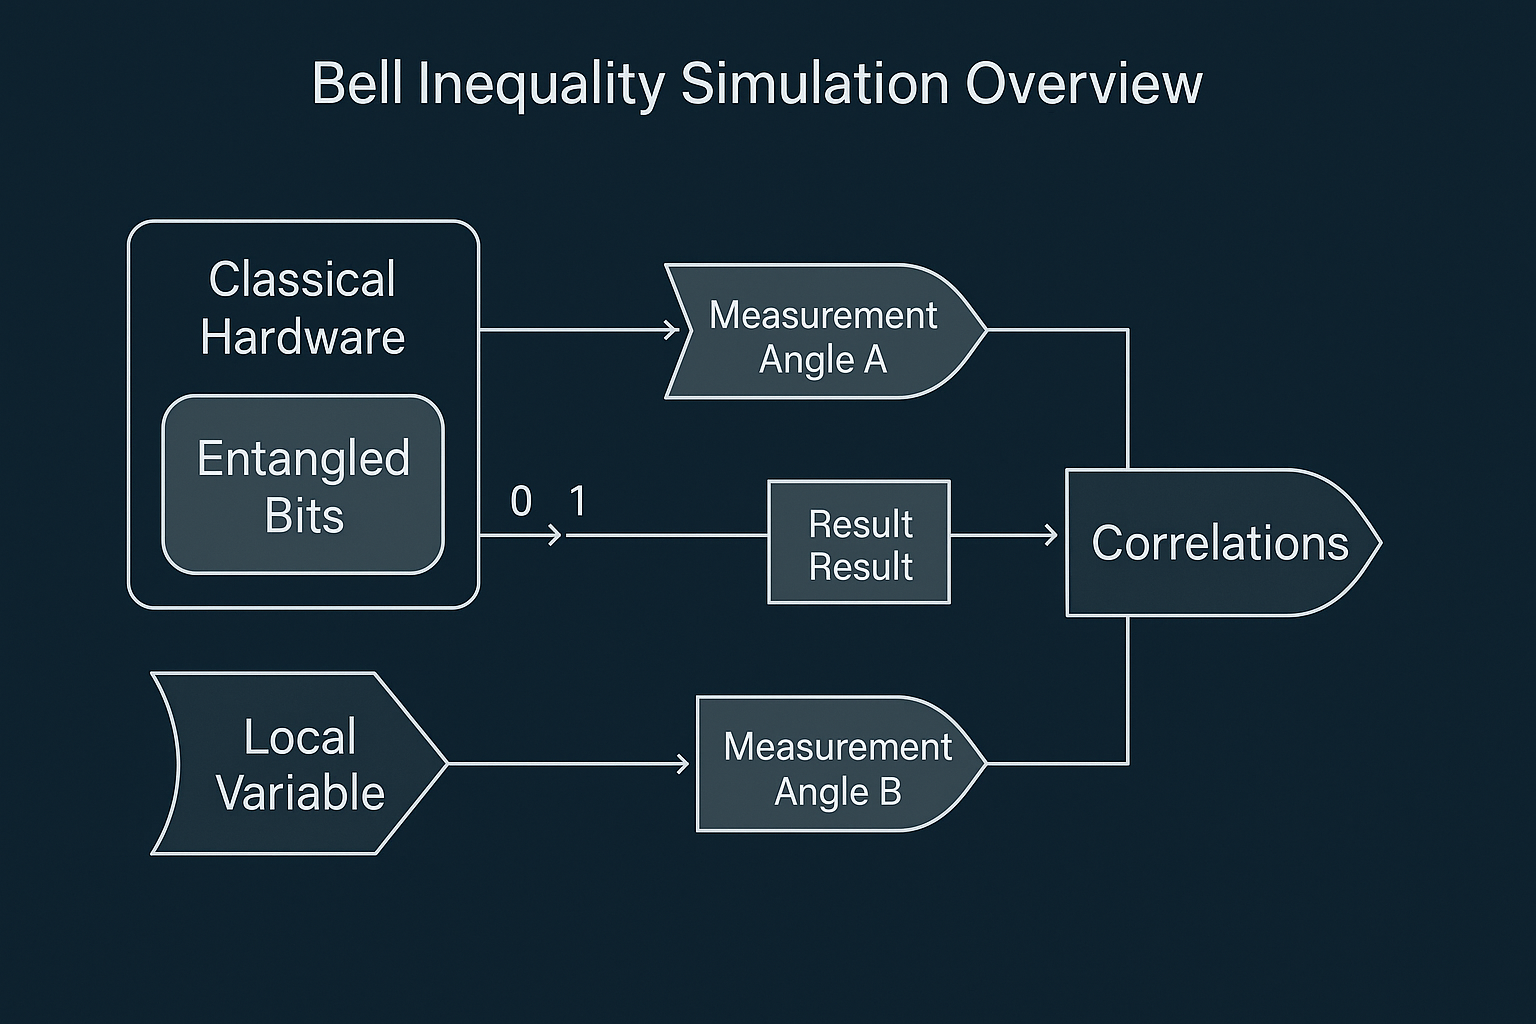 Bell Inequality Simulation Overview
Classical
Hardware
Entangled
Bits
Measurement
Angle A
0 1
Result
Result
Correlations
Local
Variable
Measurement
Angle B